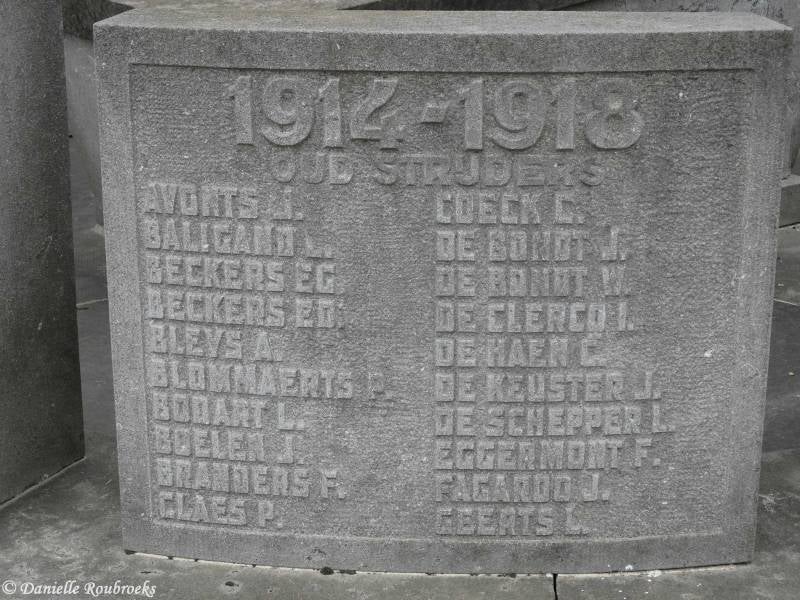 1914-1918
OUD STRIJDERS
AVONTS J.
BALIGAND L.
BECKERS EG.
BECKERS ED.
BLEYS A.
BLOMMAERTS P.
BODART L.
BOELEN J.
BRANDERS F.
CLAES P.
COECK C.
DE BONDT J.
DE BONDT W.
DE CLERCQ I.
DE HAEN C.
DE KEUSTER J.
DE SCHEPPER L.
EGGERMONT F.
FAGARDO J.
GEERTS L.
© Danielle Roubroeks